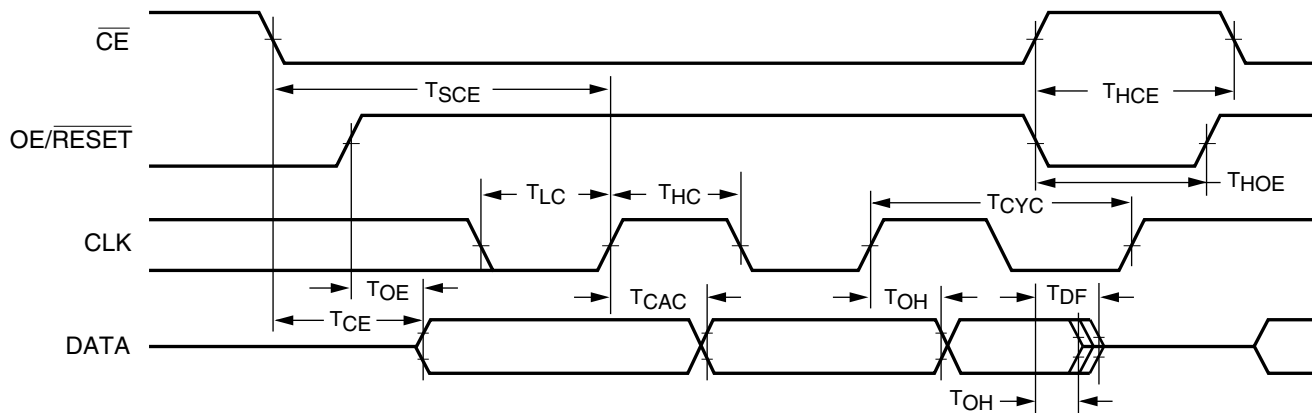 CE
TSCE
THCE
OE/RESET
TLC
THC
TCYC
THOE
CLK
TOE
TCE
TCAC
TOH
TDF
DATA
TOH